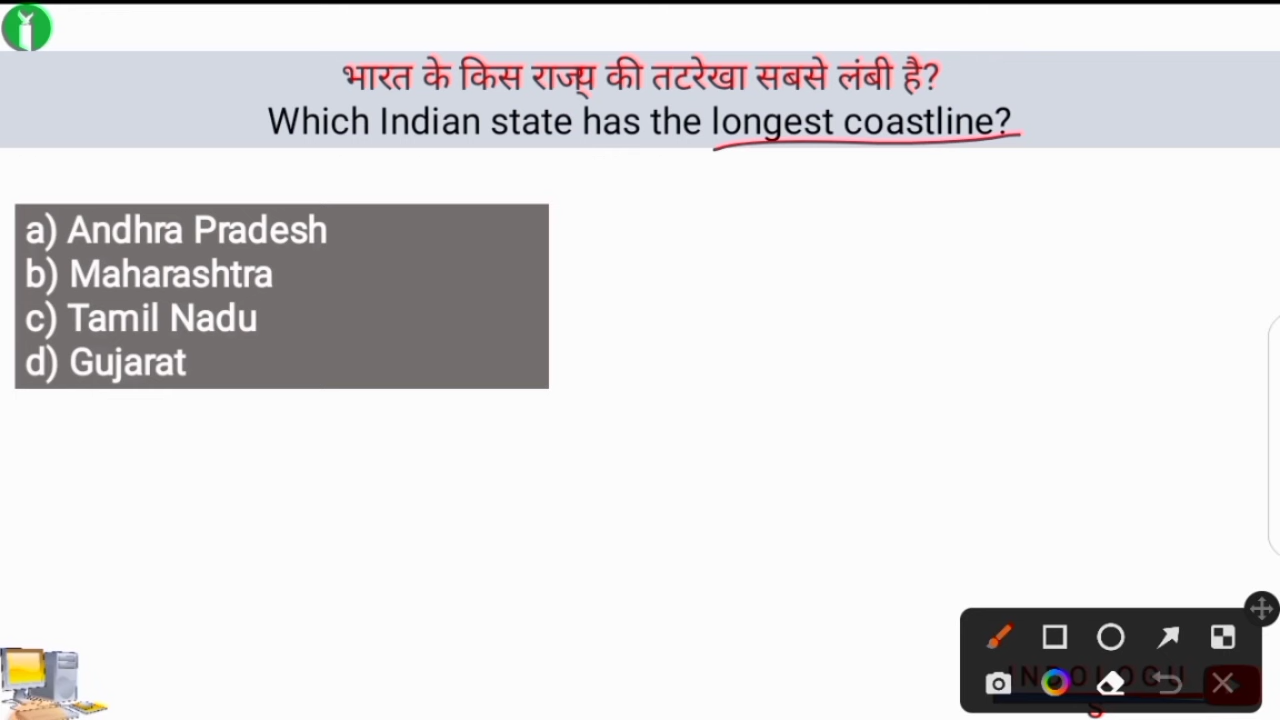 भारत के किस राज्य की तटरेखा सबसे लंबी है?
Which Indian state has the longest coastline?
a) Andhra Pradesh
b) Maharashtra
c) Tamil Nadu
d) Gujarat